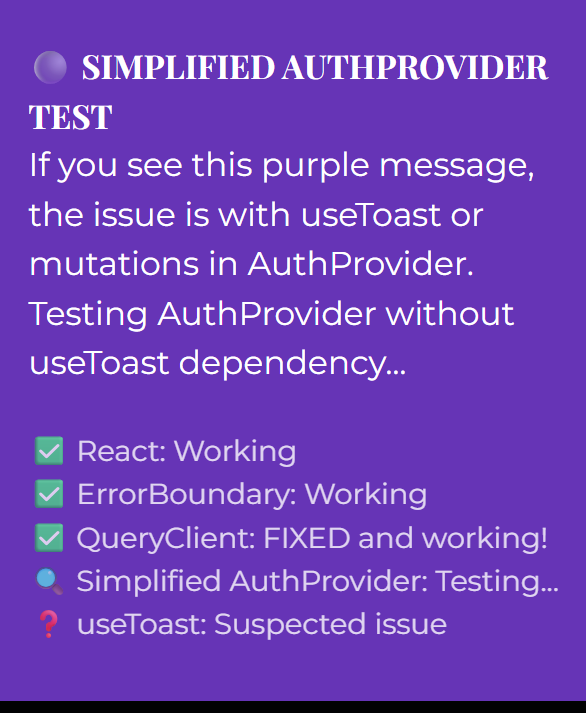 🟣 SIMPLIFIED AUTHPROVIDER
TEST
If you see this purple message,
the issue is with useToast or
mutations in AuthProvider.
Testing AuthProvider without
useToast dependency...
✅ React: Working
✅ ErrorBoundary: Working
✅ QueryClient: FIXED and working!
🔍 Simplified AuthProvider: Testing...
❓ useToast: Suspected issue